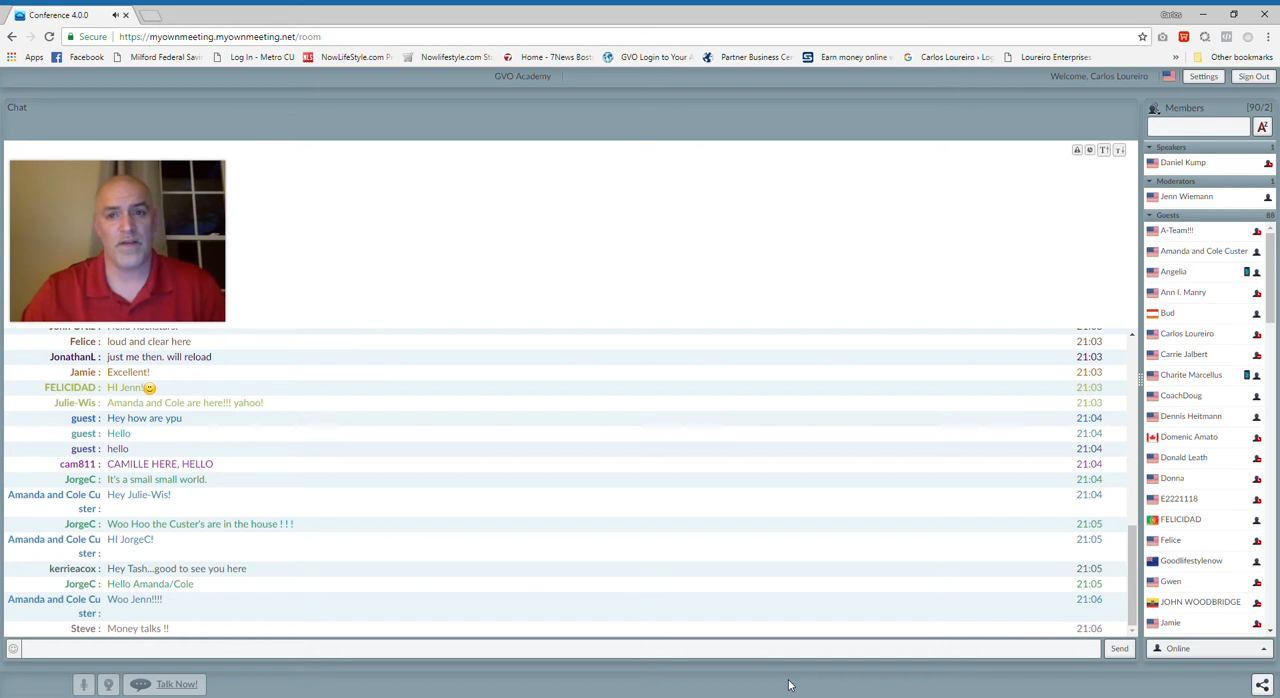 Conference 4.0.0
Carlos
Secure | https://myownmeeting.myownmeeting.net/room
Apps Facebook Milford Federal Savi Log In - Metro CU NowLifeStyle.com P Nowlifestyle.com St Home - 7News Bost GVO Login to Your A Partner Business Cen Earn money online Carlos Loureiro › Log Loureiro Enterprises » Other bookmarks
GVO Academy Welcome, Carlos Loureiro Settings Sign Out
Chat
Members [90/2]
Speakers 1
Daniel Kump
Moderators 1
Jenn Wiemann
Guests 88
A-Team!!!
Amanda and Cole Custer
Angelia
Ann I. Manry
Bud
Carlos Loureiro
Carrie Jalbert
Charite Marcellus
CoachDoug
Dennis Heitmann
Domenic Amato
Donald Leath
Donna
E2221118
FELICIDAD
Felice
Goodlifestylenow
Gwen
JOHN WOODBRIDGE
Jamie
Felice : loud and clear here 21:03
JonathanL : just me then. will reload 21:03
Jamie : Excellent! 21:03
FELICIDAD : HI Jenn! 21:03
Julie-Wis : Amanda and Cole are here!!! yahoo! 21:03
guest : Hey how are ypu 21:04
guest : Hello 21:04
guest : hello 21:04
cam811 : CAMILLE HERE, HELLO 21:04
JorgeC : It's a small small world. 21:04
Amanda and Cole Cu Hey Julie-Wis! 21:04
ster :
JorgeC : Woo Hoo the Custer's are in the house ! ! ! 21:05
Amanda and Cole Cu HI JorgeC! 21:05
ster :
kerrieacox : Hey Tash...good to see you here 21:05
JorgeC : Hello Amanda/Cole 21:05
Amanda and Cole Cu Woo Jenn!!!! 21:06
ster :
Steve : Money talks !! 21:06
Send
Online
Talk Now!